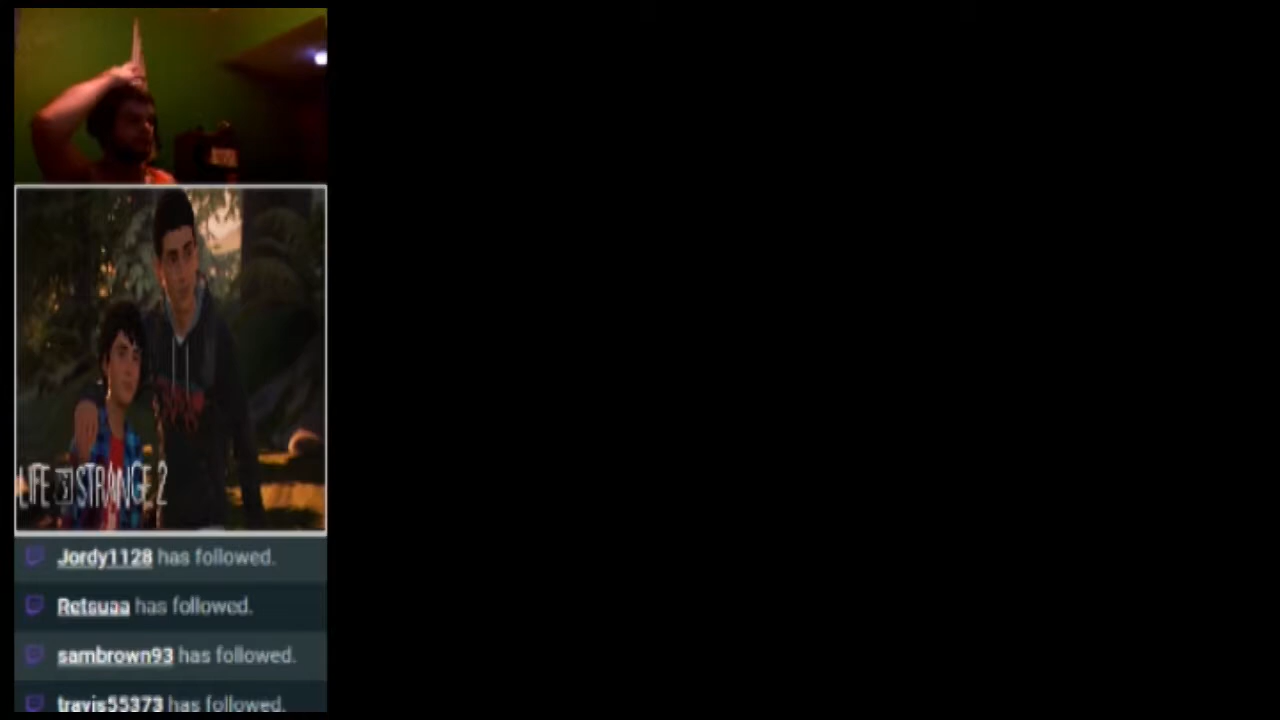 LIFE IS STRANGE 2
Jordy1128 has followed.
Retsuaa has followed.
sambrown93 has followed.
travis55373 has followed.